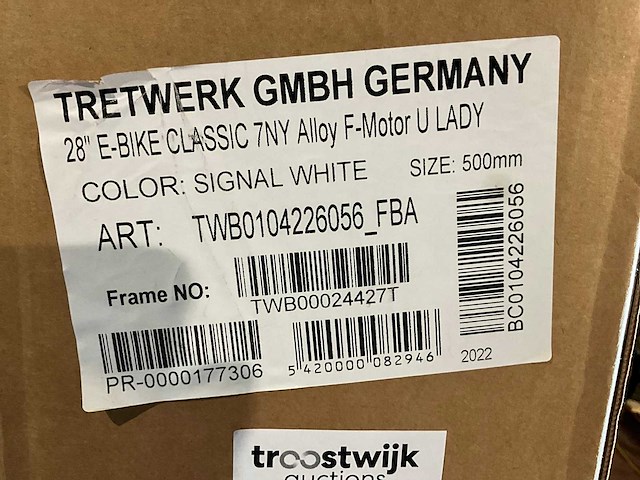 TRETWERK GMBH GERMANY
28" E-BIKE CLASSIC 7NY Alloy F-Motor U LADY
COLOR: SIGNAL WHITE SIZE: 500mm
ART: TWB0104226056_FBA
BC0104226056
Frame NO:
TWB00024427T
PR-0000177306
5 420000 082946
2022
troostwijk
auctions